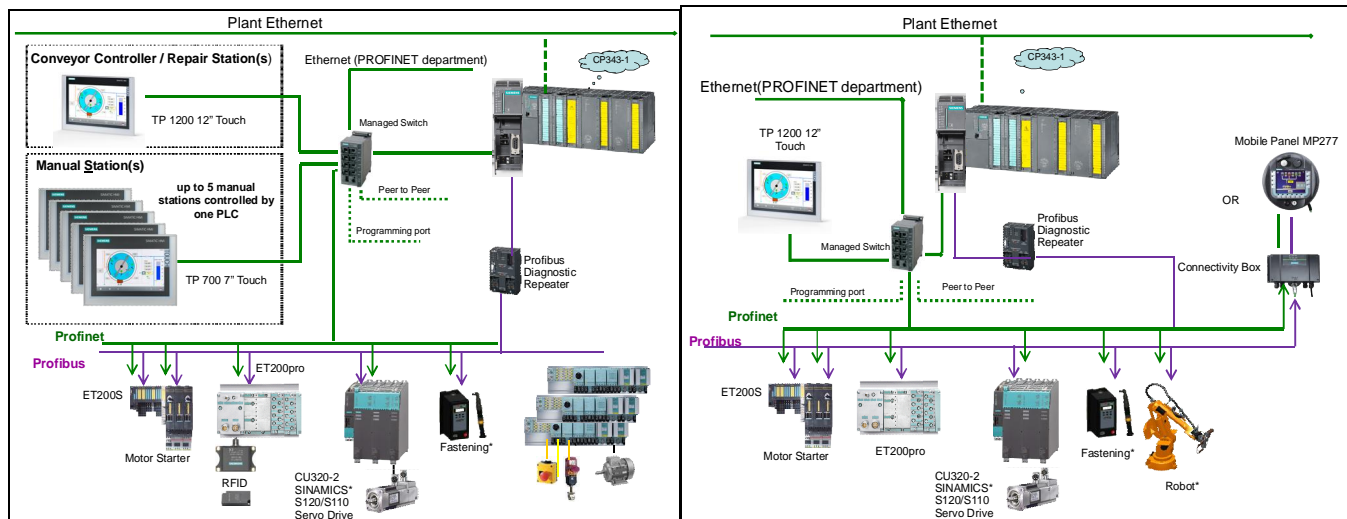 Plant Ethernet
Conveyor Controller / Repair Station(s)
TP 1200 12" Touch
Manual Station(s)
up to 5 manual
stations controlled by
one PLC
TP 700 7" Touch
Ethernet (PROFINET department)
Managed Switch
Peer to Peer
Programming port
CP343-1
Profibus
Diagnostic
Repeater
Profinet
Profibus
ET200S
Motor Starter
ET200pro
RFID
CU320-2
SINAMICS*
S120/S110
Servo Drive
Fastening*
Plant Ethernet
CP343-1
Ethernet(PROFINET department)
TP 1200 12"
Touch
Managed Switch
Programming port
Peer to Peer
Profibus
Diagnostic
Repeater
Mobile Panel MP277
OR
Connectivity Box
Profinet
Profibus
ET200S
Motor Starter
ET200pro
CU320-2
SINAMICS*
S120/S110
Servo Drive
Fastening*
Robot*